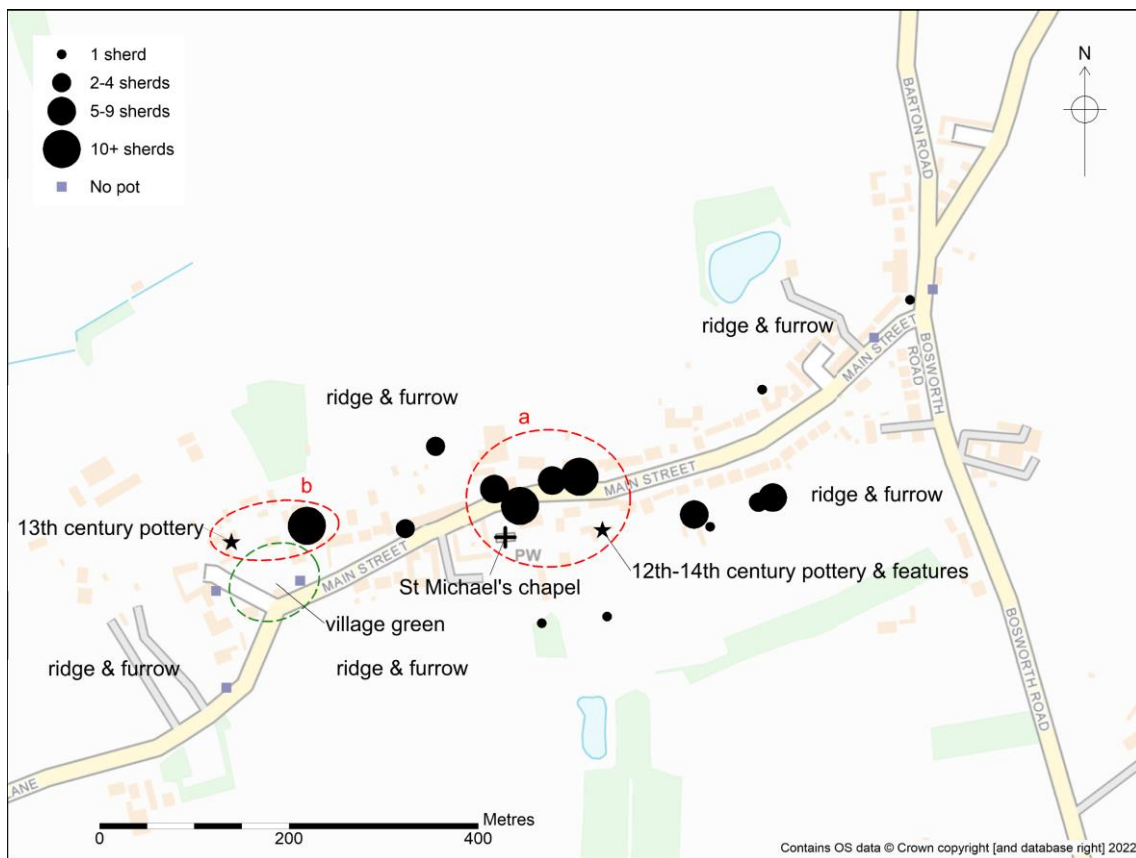 1 sherd
2-4 sherds
5-9 sherds
10+ sherds
No pot
N
BARTON ROAD
ridge & furrow
MAIN STREET
BOSWORTH
ROAD
BOSWORTH ROAD
ridge & furrow
a
MAIN STREET
b
ridge & furrow
13th century pottery
PW
12th-14th century pottery & features
St Michael's chapel
MAIN STREET
village green
ridge & furrow
ridge & furrow
BOSWORTH ROAD
LANE
Metres
0
200
400
Contains OS data © Crown copyright [and database right] 2022